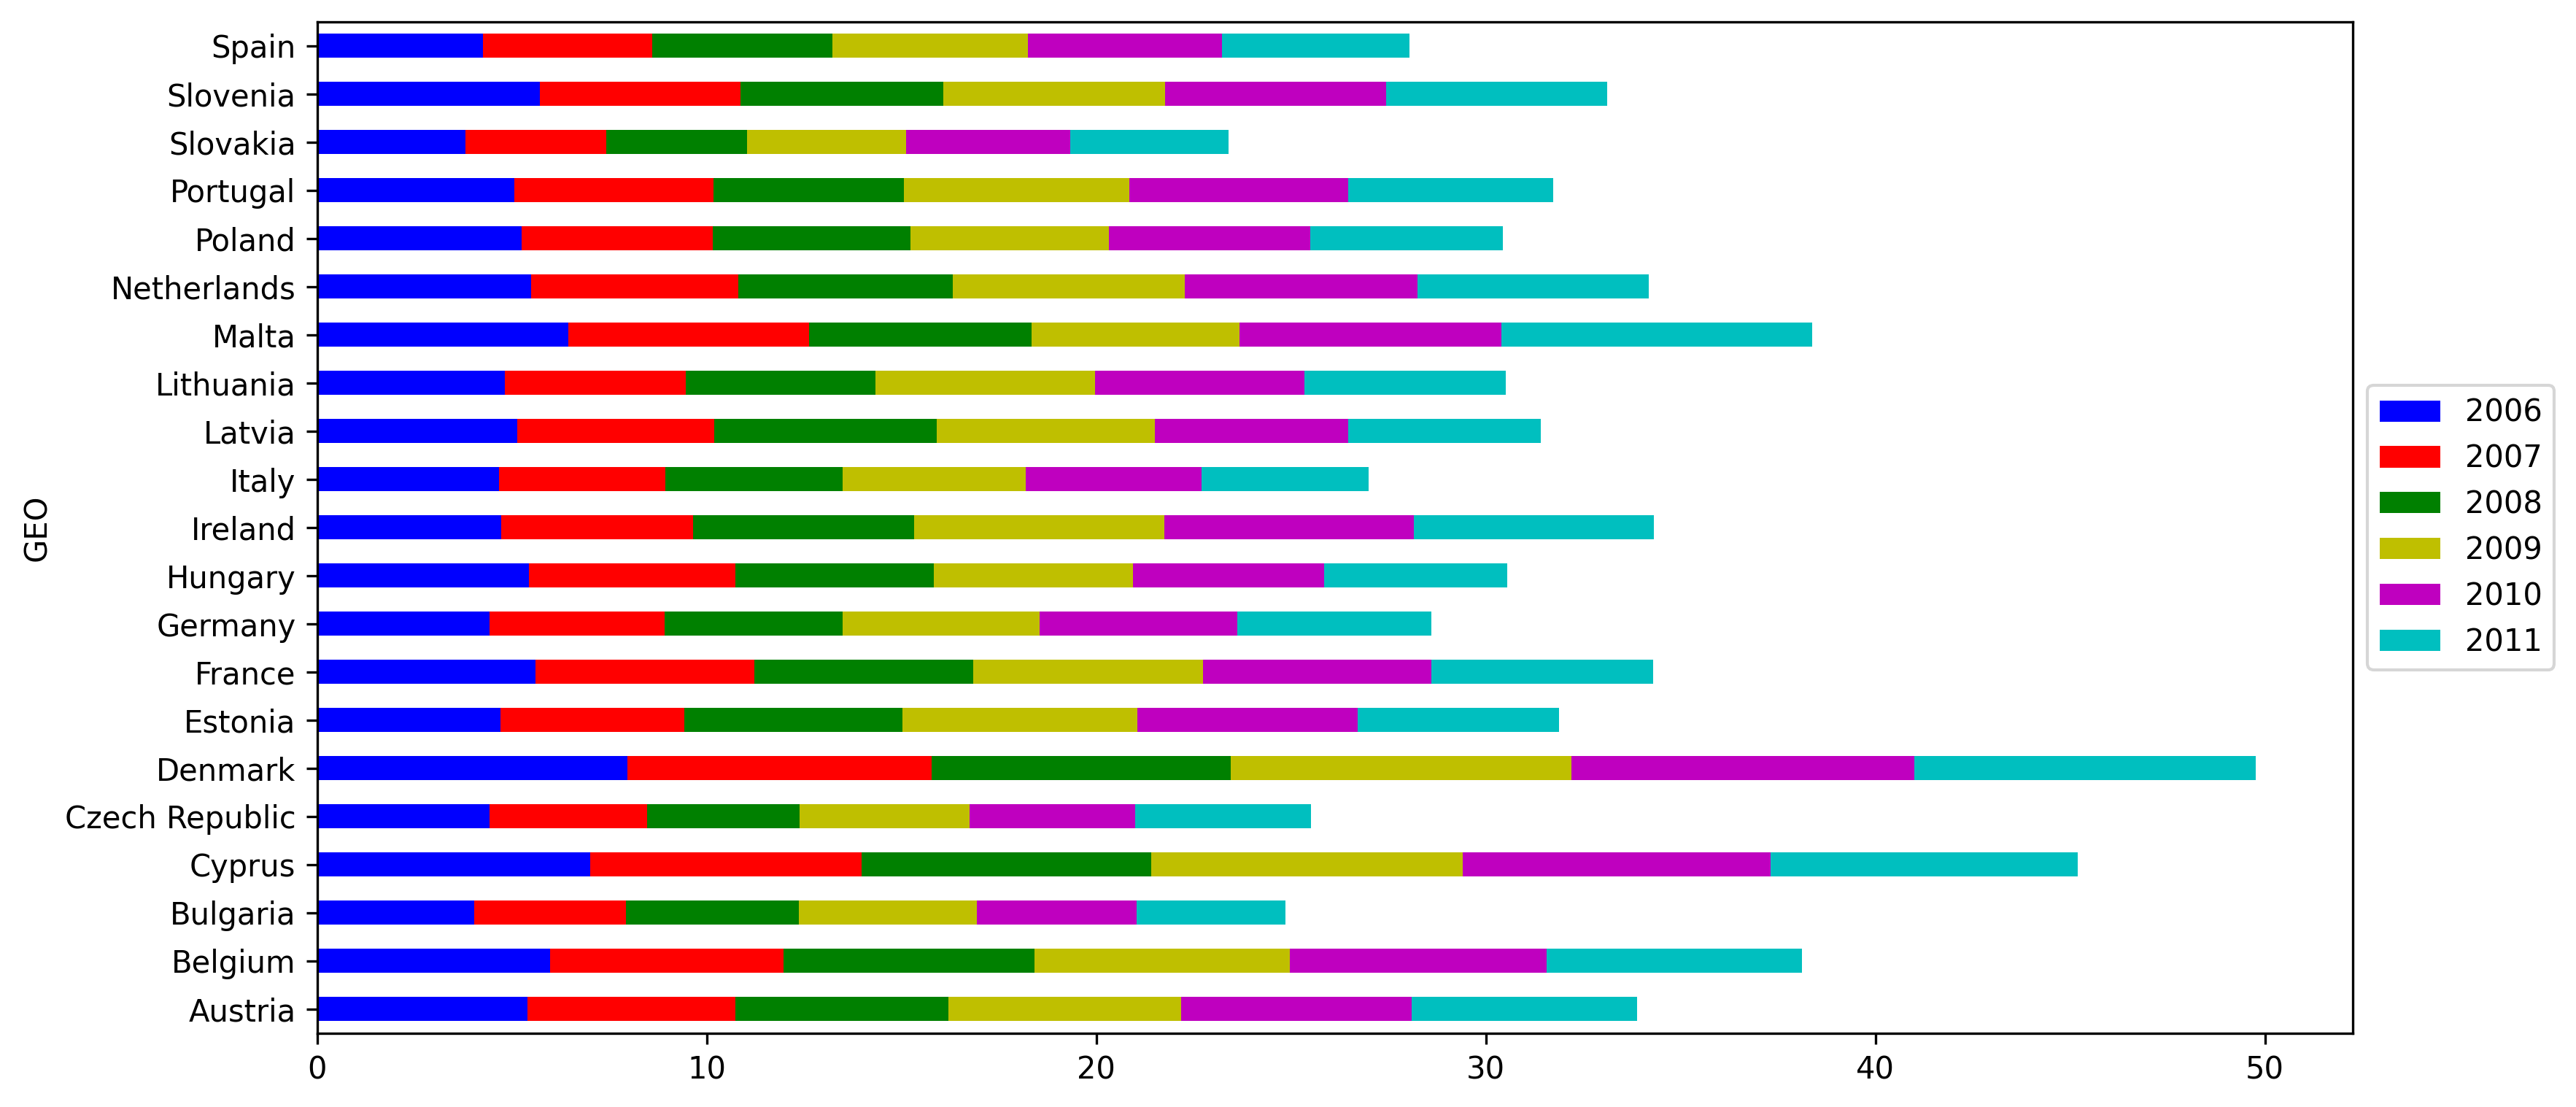 Spain
Slovenia
Slovakia
Portugal
Poland
Netherlands
Malta
Lithuania
Latvia
Italy
Ireland
Hungary
Germany
France
Estonia
Denmark
Czech Republic
Cyprus
Bulgaria
Belgium
Austria
GEO
0 10 20 30 40 50
2006
2007
2008
2009
2010
2011